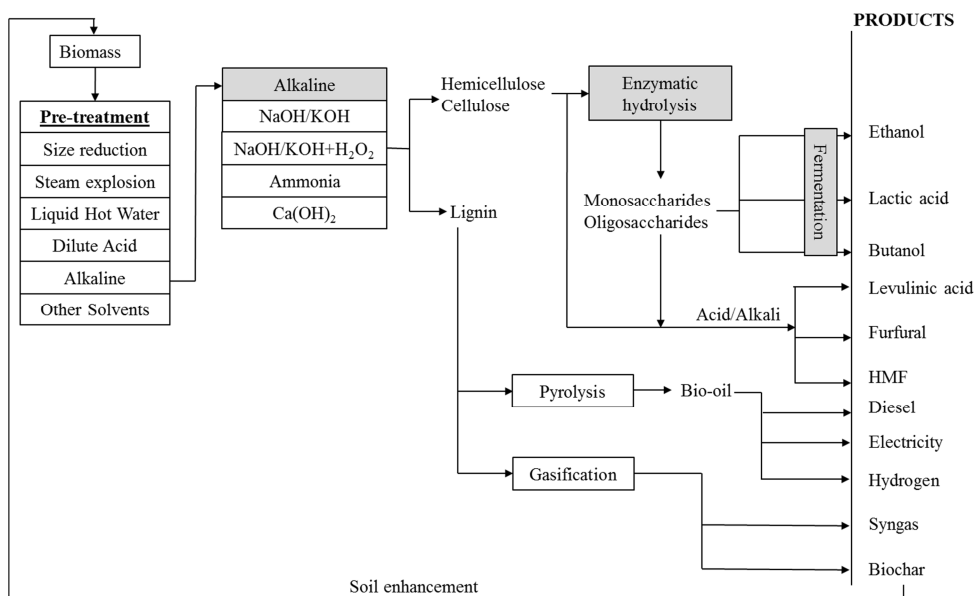 PRODUCTS
Biomass
Pre-treatment
Size reduction
Steam explosion
Liquid Hot Water
Dilute Acid
Alkaline
Other Solvents
Alkaline
NaOH/KOH
NaOH/KOH+H₂O₂
Ammonia
Ca(OH)₂
Hemicellulose
Cellulose
Lignin
Enzymatic
hydrolysis
Monosaccharides
Oligosaccharides
Fermentation
Acid/Alkali
Pyrolysis
Bio-oil
Gasification
Ethanol
Lactic acid
Butanol
Levulinic acid
Furfural
HMF
Diesel
Electricity
Hydrogen
Syngas
Biochar
Soil enhancement